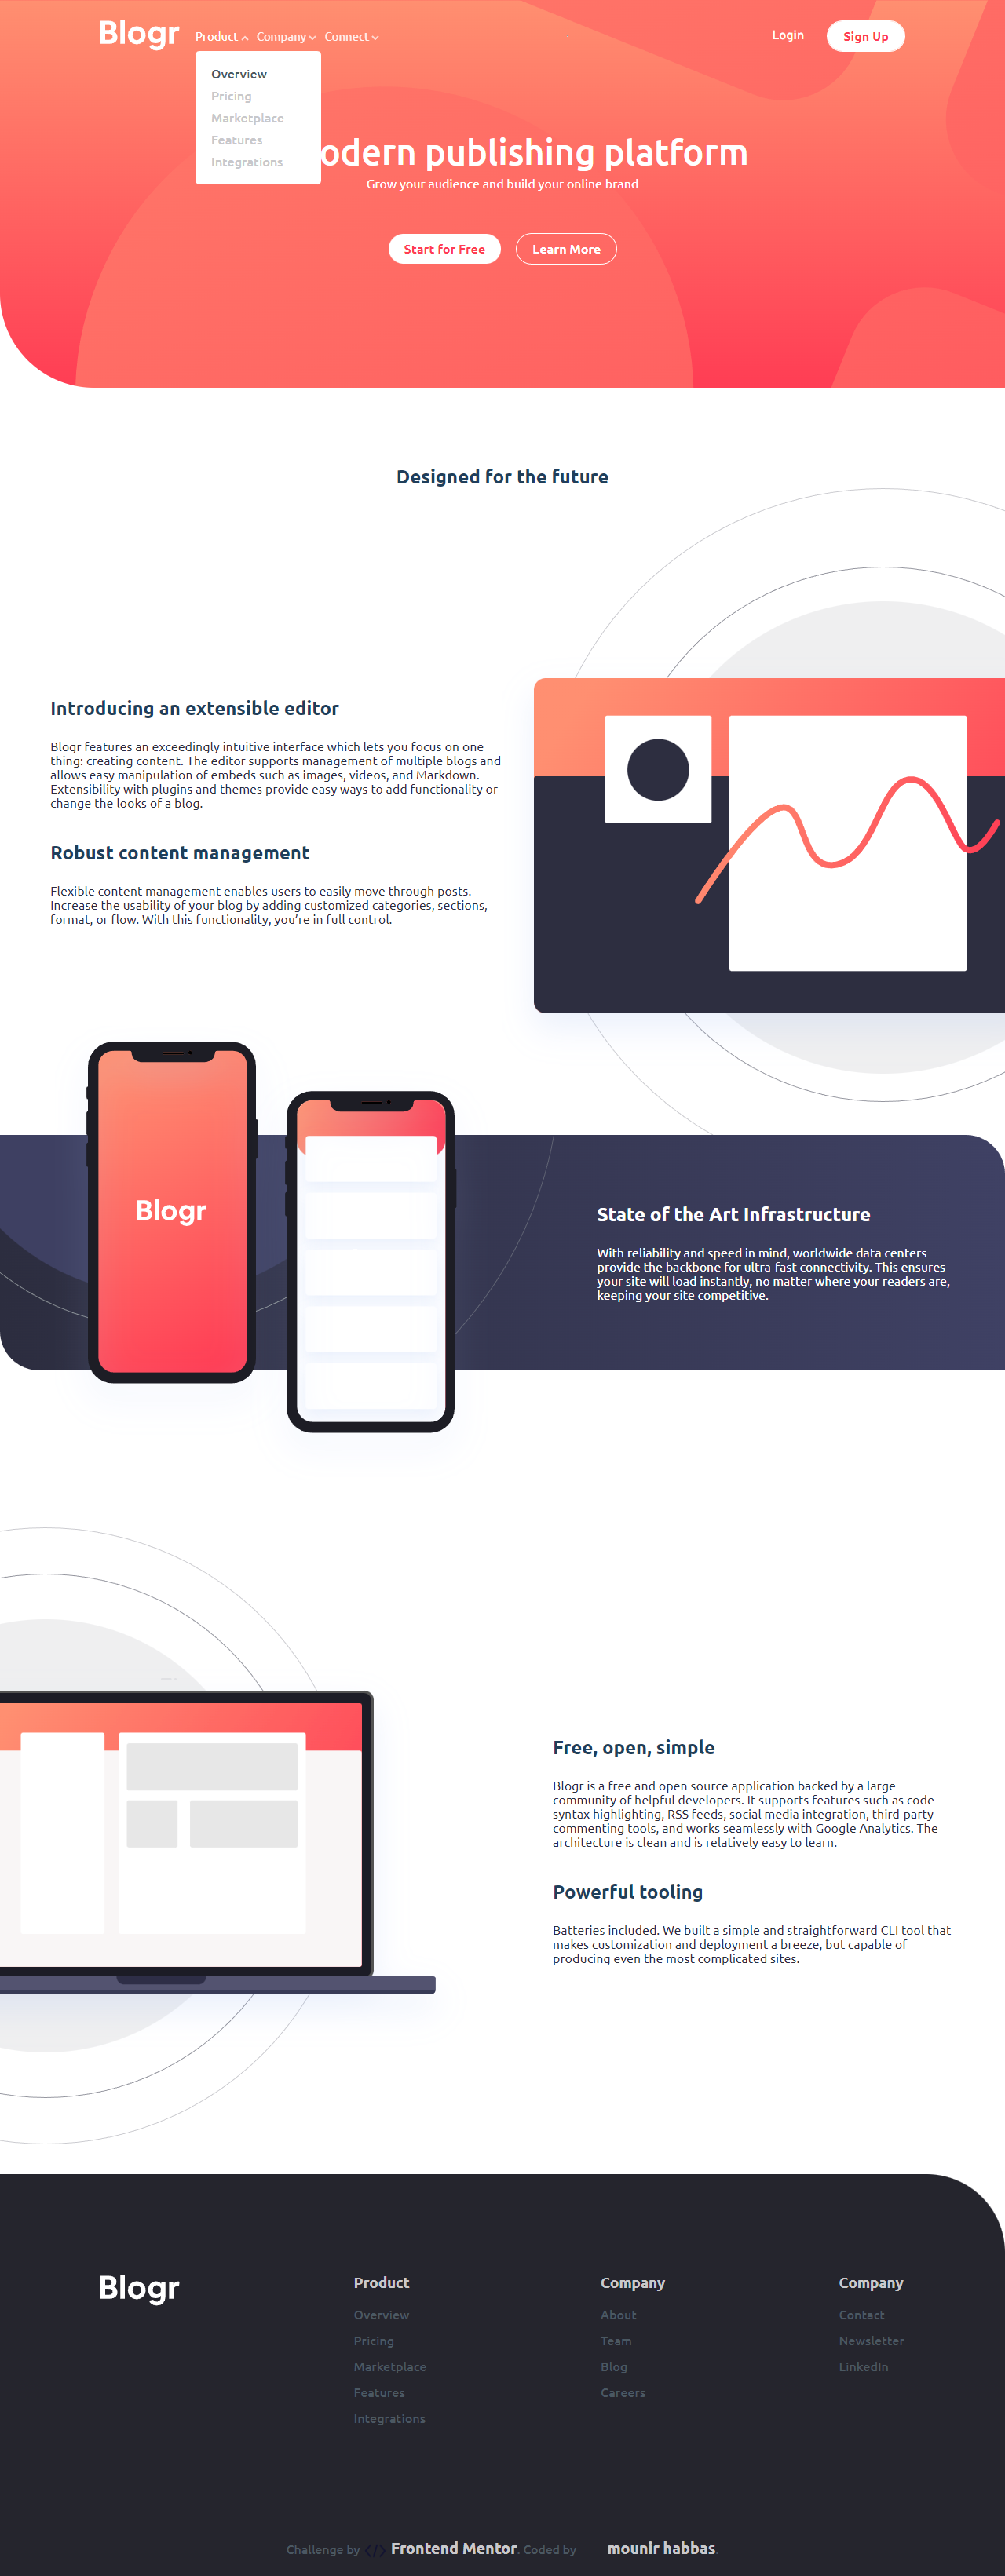 Blogr
Product Company Connect
Login
Sign Up
Overview
Pricing
Marketplace
Features
Integrations
odern publishing platform
Grow your audience and build your online brand
Start for Free
Learn More
Designed for the future
Introducing an extensible editor
Blogr features an exceedingly intuitive interface which lets you focus on one
thing: creating content. The editor supports management of multiple blogs and
allows easy manipulation of embeds such as images, videos, and Markdown.
Extensibility with plugins and themes provide easy ways to add functionality or
change the looks of a blog.
Robust content management
Flexible content management enables users to easily move through posts.
Increase the usability of your blog by adding customized categories, sections,
format, or flow. With this functionality, you’re in full control.
Blogr
State of the Art Infrastructure
With reliability and speed in mind, worldwide data centers
provide the backbone for ultra-fast connectivity. This ensures
your site will load instantly, no matter where your readers are,
keeping your site competitive.
Free, open, simple
Blogr is a free and open source application backed by a large
community of helpful developers. It supports features such as code
syntax highlighting, RSS feeds, social media integration, third-party
commenting tools, and works seamlessly with Google Analytics. The
architecture is clean and is relatively easy to learn.
Powerful tooling
Batteries included. We built a simple and straightforward CLI tool that
makes customization and deployment a breeze, but capable of
producing even the most complicated sites.
Blogr
Product
Overview
Pricing
Marketplace
Features
Integrations
Company
About
Team
Blog
Careers
Company
Contact
Newsletter
LinkedIn
Challenge by </> Frontend Mentor. Coded by mounir habbas.